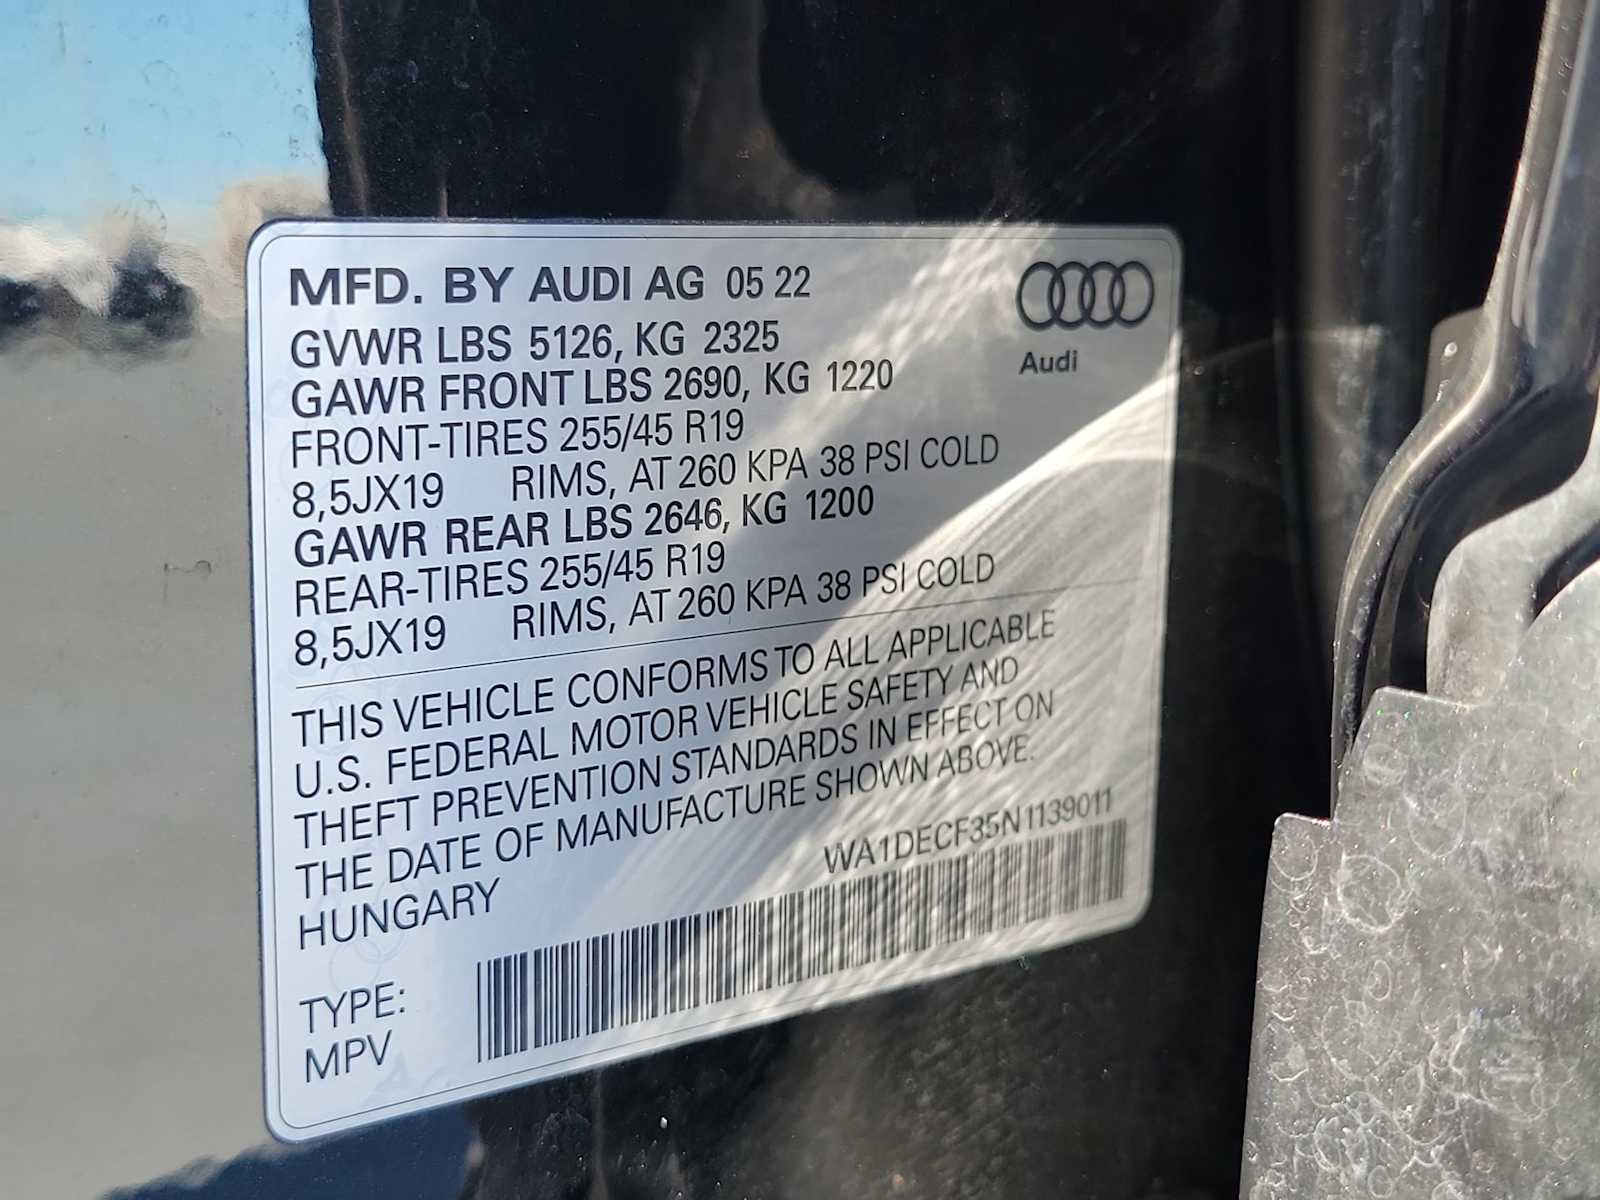 MFD. BY AUDI AG 05 22
GVWR LBS 5126, KG 2325
GAWR FRONT LBS 2690, KG 1220
FRONT-TIRES 255/45 R19
8,5JX19 RIMS, AT 260 KPA 38 PSI COLD
GAWR REAR LBS 2646, KG 1200
REAR-TIRES 255/45 R19
8,5JX19 RIMS, AT 260 KPA 38 PSI COLD
Audi
THIS VEHICLE CONFORMS TO ALL APPLICABLE
U.S. FEDERAL MOTOR VEHICLE SAFETY AND
THEFT PREVENTION STANDARDS IN EFFECT ON
THE DATE OF MANUFACTURE SHOWN ABOVE.
HUNGARY
WA1DECF35N1139011
TYPE:
MPV